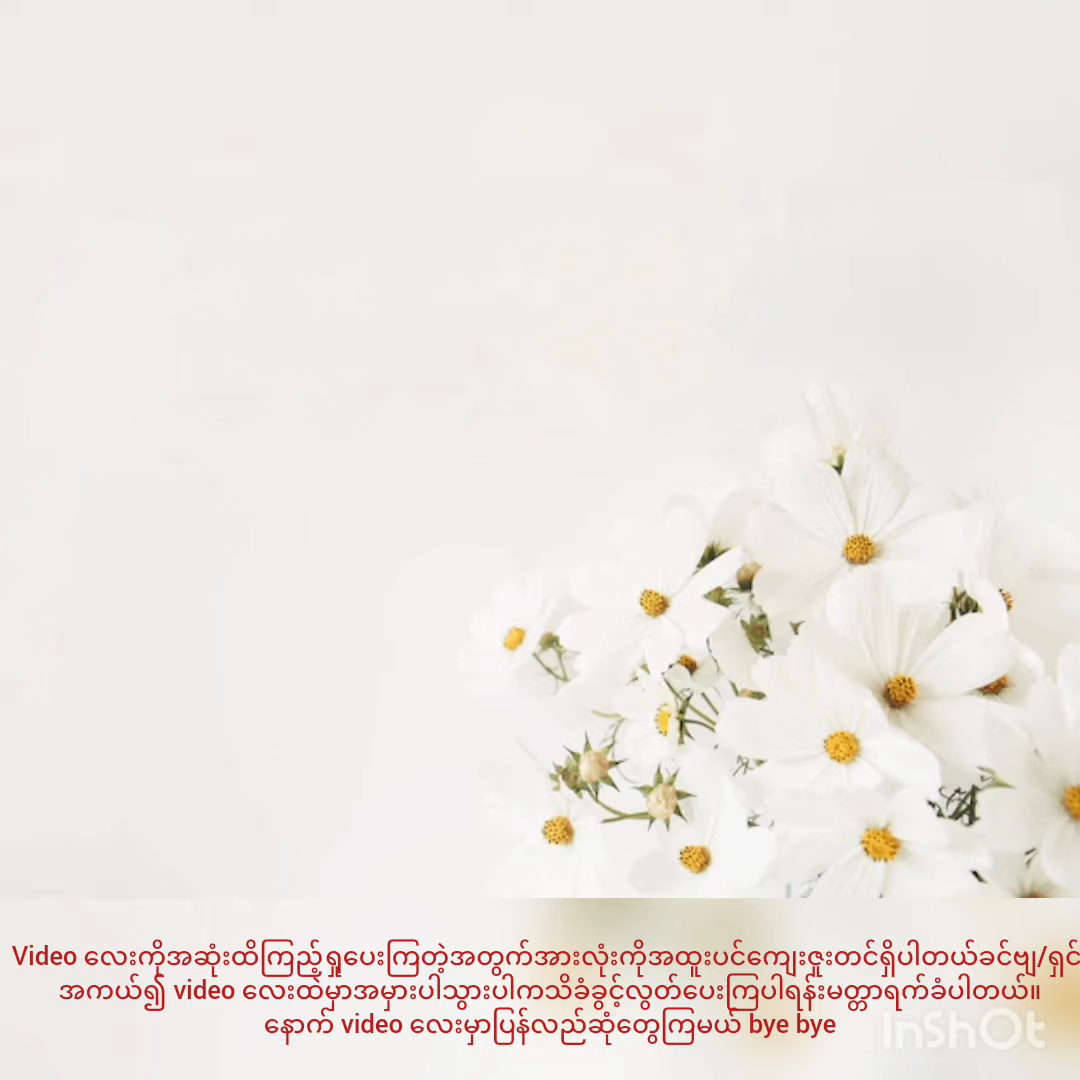 Video လေးကိုအဆုံးထိကြည့်ရှုပေးကြတဲ့အတွက်အားလုံးကိုအထူးပင်ကျေးဇူးတင်ရှိပါတယ်ခင်ဗျ/ရှင်
အကယ်၍ video လေးထဲမှာအမှားပါသွားပါကသိခံခွင့်လွတ်ပေးကြပါရန်းမတ္တာရက်ခံပါတယ်။
နောက် video လေးမှာပြန်လည်ဆုံတွေကြမယ် bye bye
InShOt